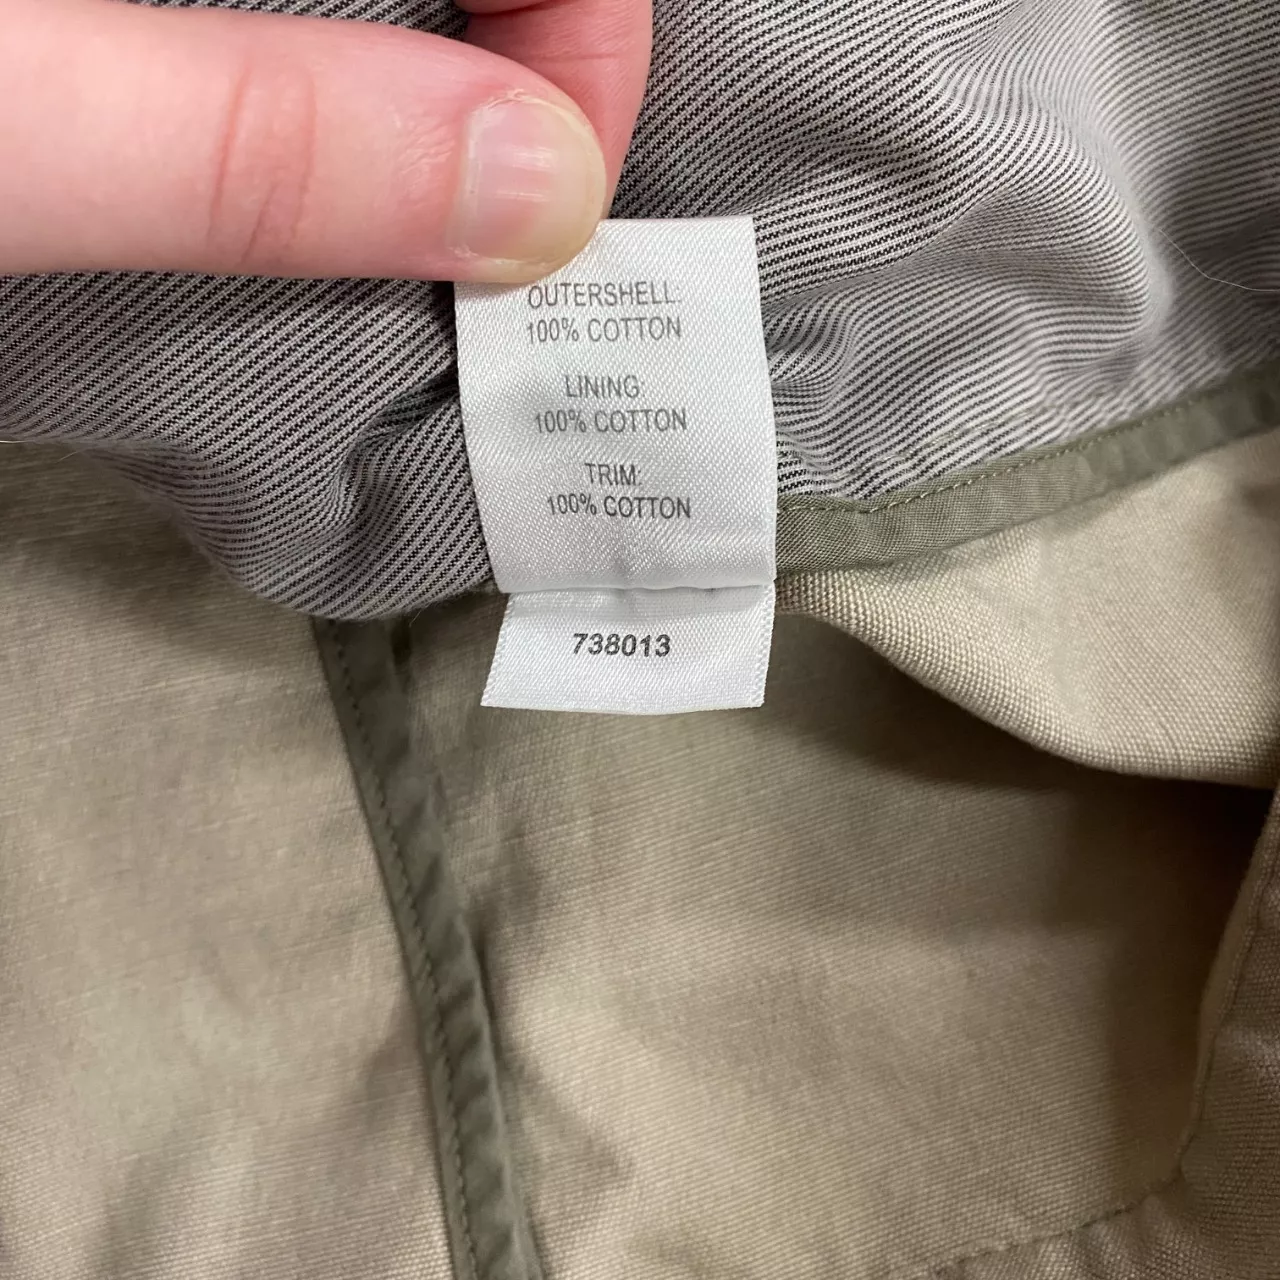 OUTERSHELL:
100% COTTON
LINING:
100% COTTON
TRIM:
100% COTTON
738013